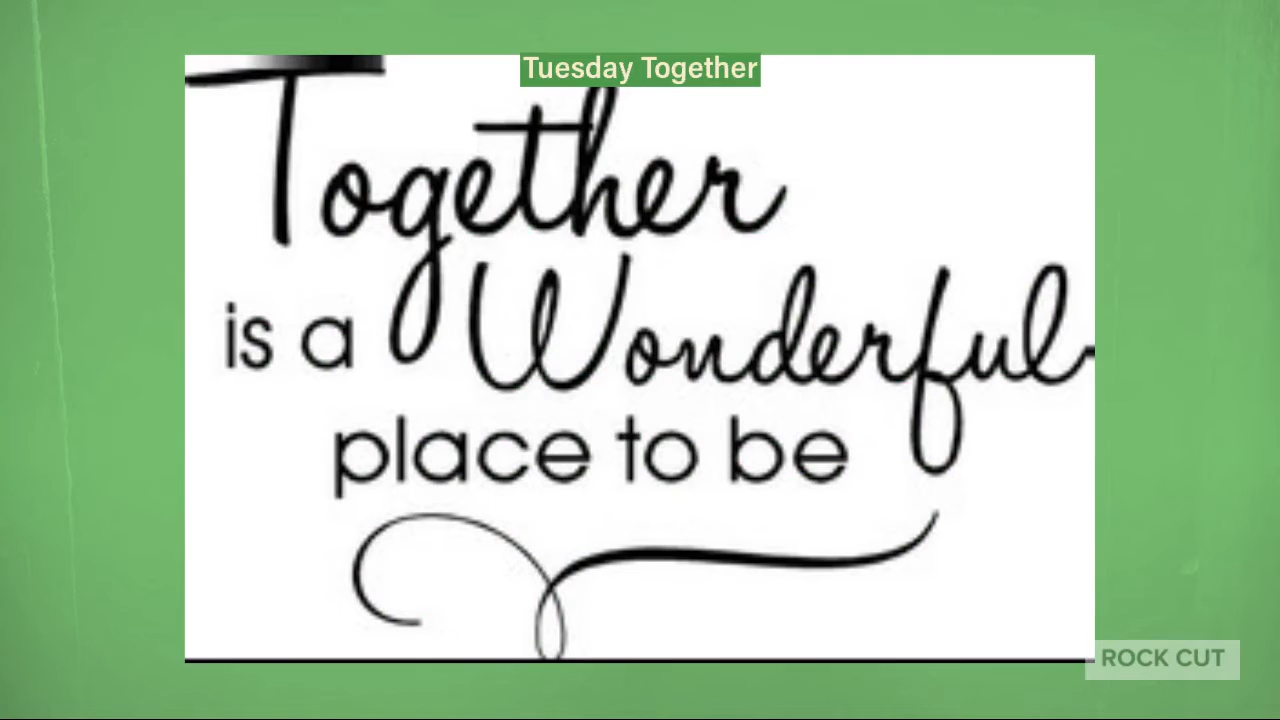 Tuesday Together
Together
is a Wonderful
place to be
ROCK CUT